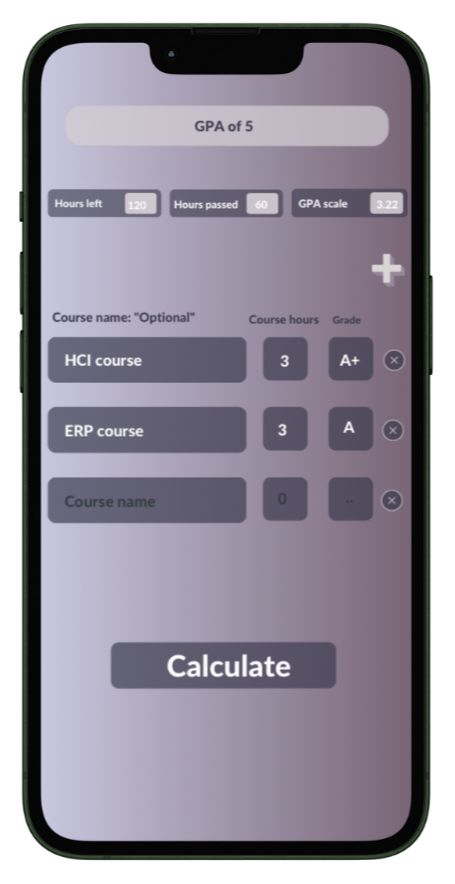 GPA of 5
Hours left 120 Hours passed 60 GPA scale 3.22
Course name: "Optional" Course hours Grade
HCI course 3 A+
ERP course 3 A
Course name 0 ..
Calculate